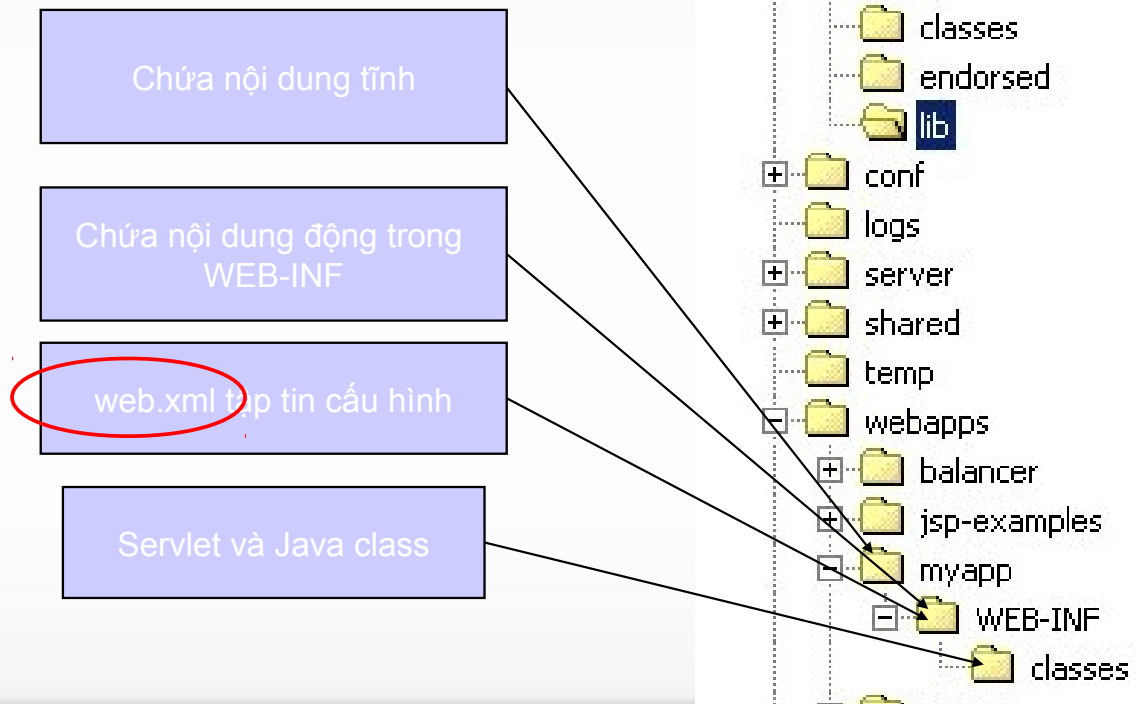 Chứa nội dung tĩnh
Chứa nội dung động trong
WEB-INF
web.xml tập tin cấu hình
Servlet và Java class
classes
endorsed
lib
conf
logs
server
shared
temp
webapps
balancer
jsp-examples
myapp
WEB-INF
classes